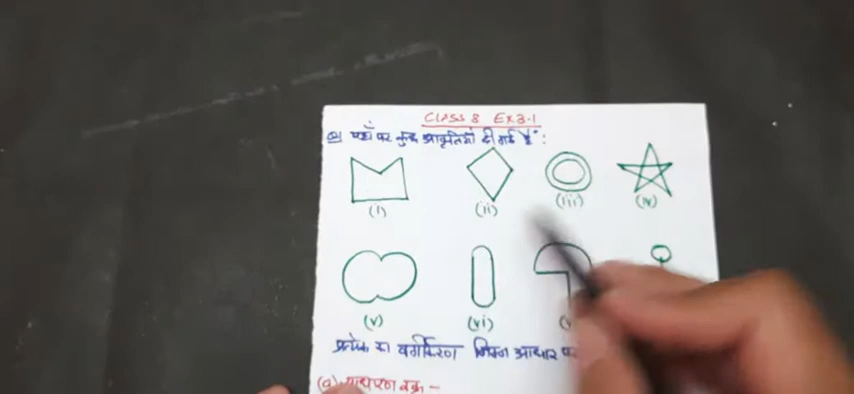 CLASS 8 EX 3.1
Q1 यहाँ पर कुछ आकृतियाँ दी गई हैं :
(i) (ii) (iii) (iv)
(v) (vi)
प्रत्येक का वर्गीकरण निम्न आधार पर
(a) साधारण वक्र -